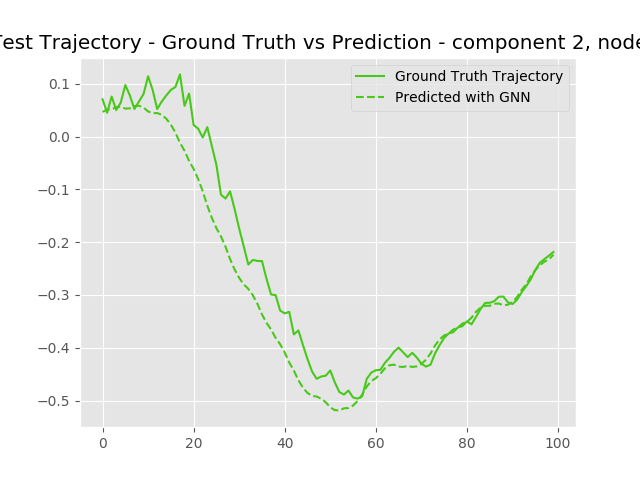 Test Trajectory - Ground Truth vs Prediction - component 2, node
Ground Truth Trajectory
Predicted with GNN
0.1
0.0
−0.1
−0.2
−0.3
−0.4
−0.5
0 20 40 60 80 100